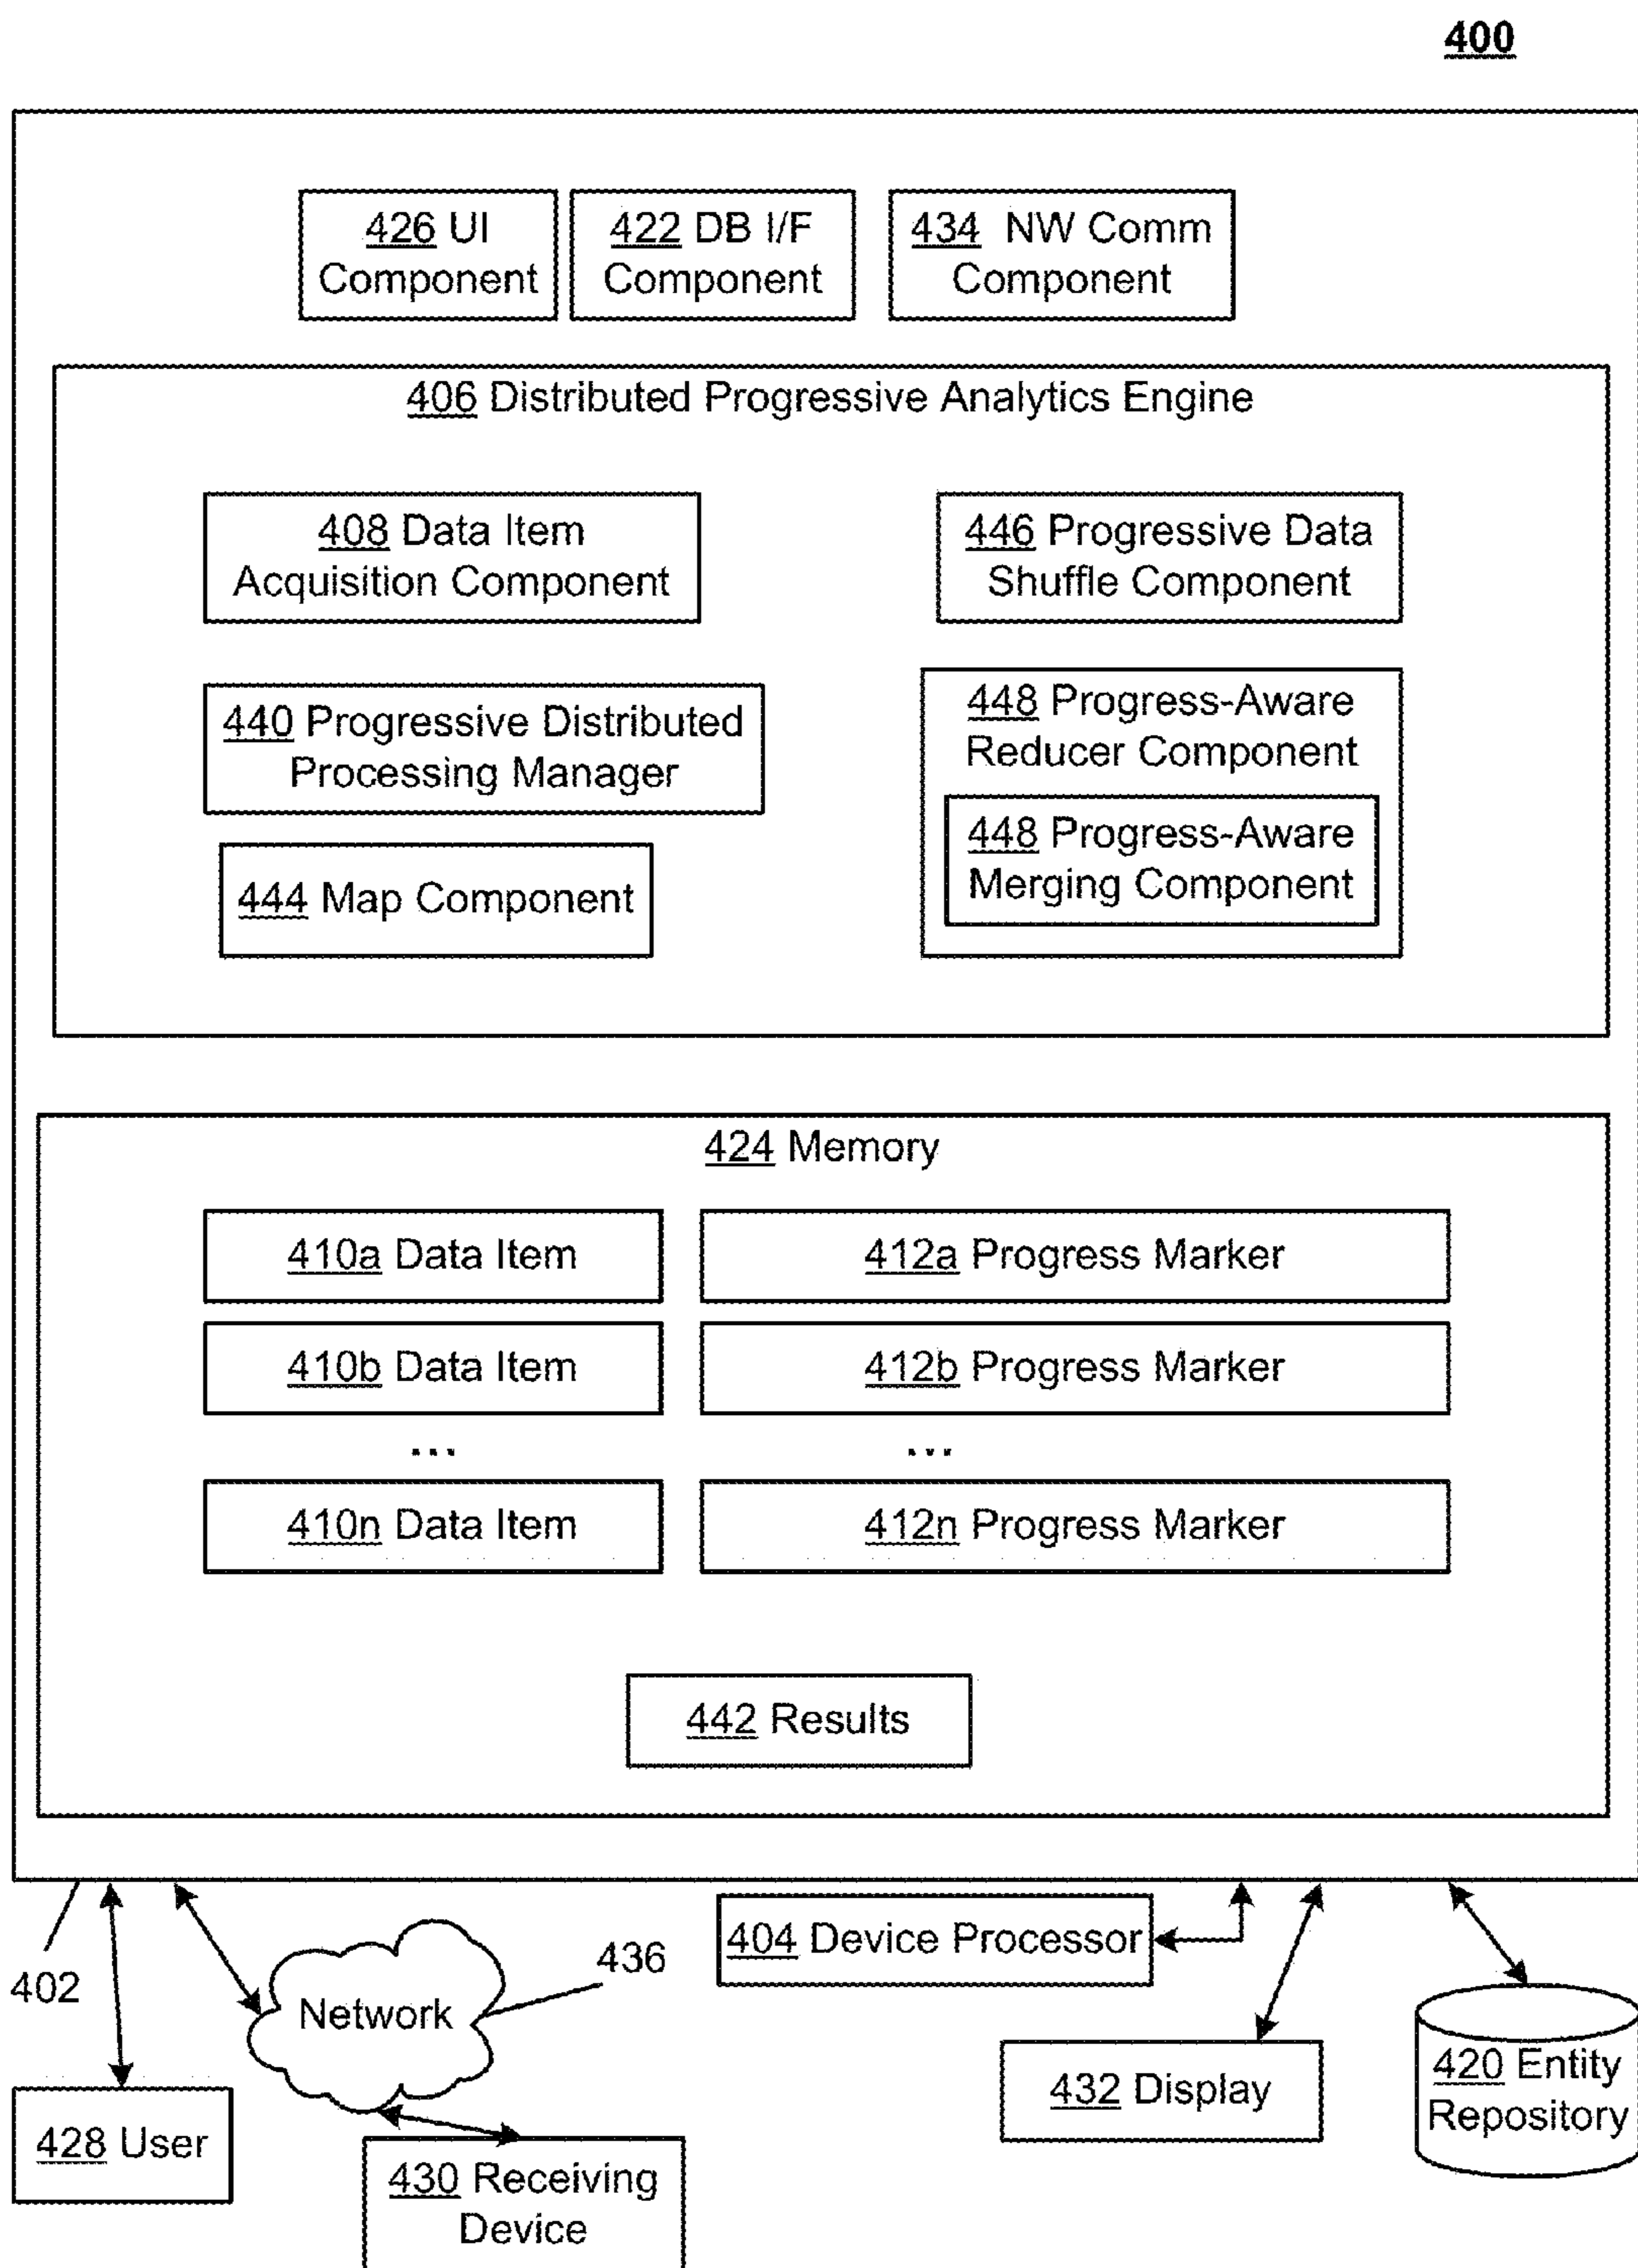 400
426 UI
Component
422 DB I/F
Component
434 NW Comm
Component
406 Distributed Progressive Analytics Engine
408 Data Item
Acquisition Component
446 Progressive Data
Shuffle Component
440 Progressive Distributed
Processing Manager
448 Progress-Aware
Reducer Component
448 Progress-Aware
Merging Component
444 Map Component
424 Memory
410a Data Item
412a Progress Marker
410b Data Item
412b Progress Marker
... ...
410n Data Item
412n Progress Marker
442 Results
402
Network
436
404 Device Processor
428 User
430 Receiving
Device
432 Display
420 Entity
Repository